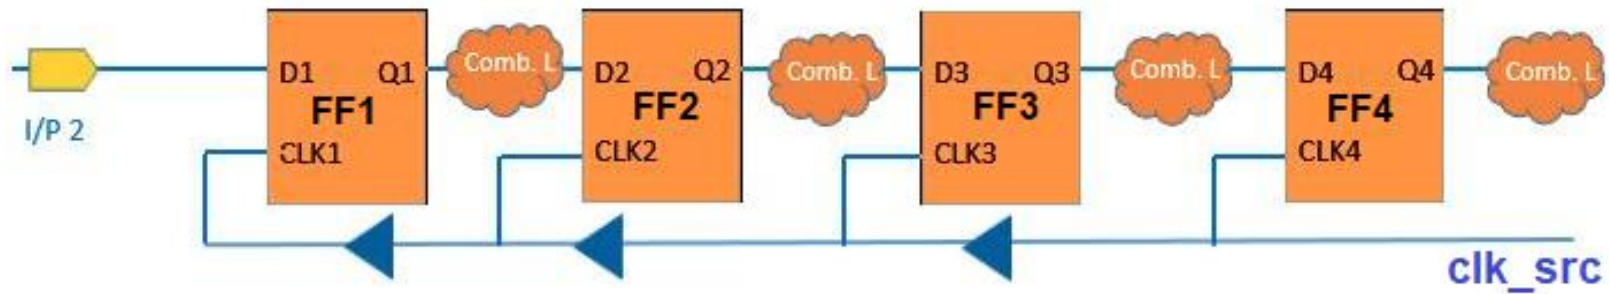 I/P 2
D1 Q1
FF1
CLK1
Comb. L
D2 Q2
FF2
CLK2
Comb. L
D3 Q3
FF3
CLK3
Comb. L
D4 Q4
FF4
CLK4
Comb. L
clk_src